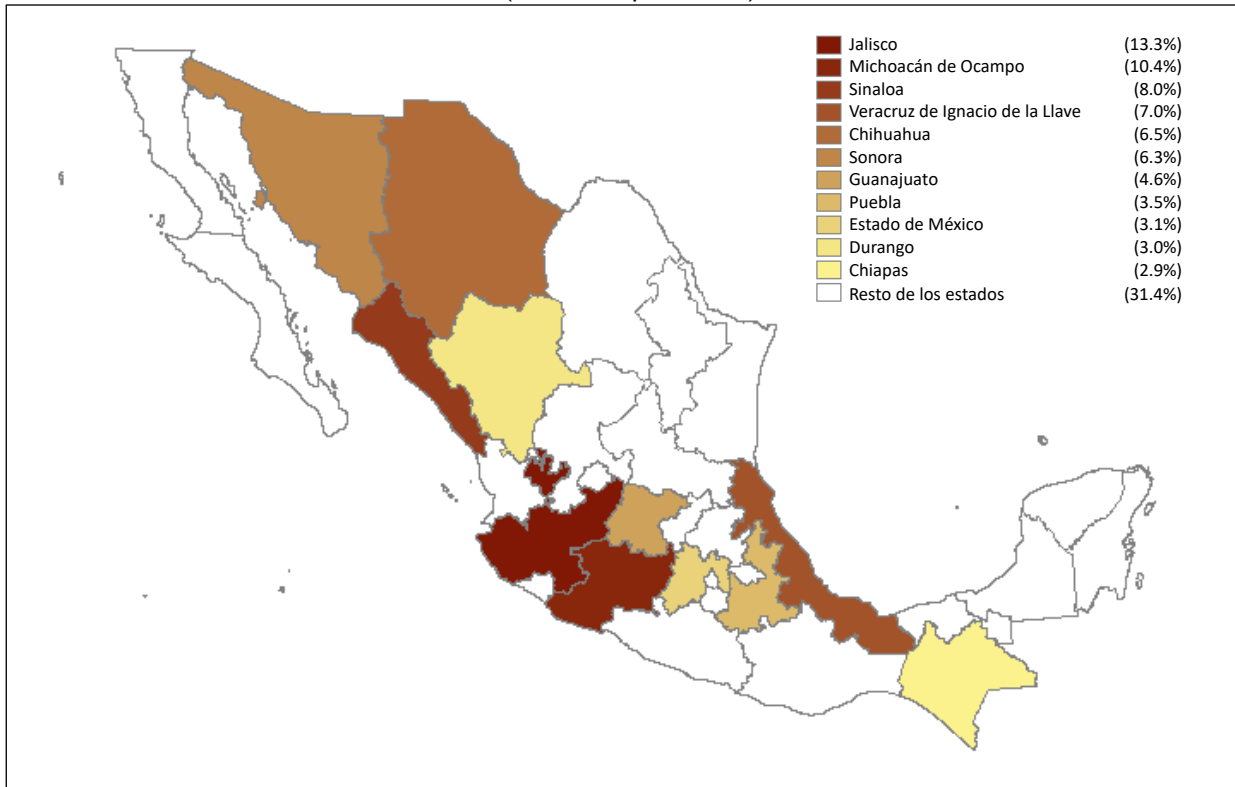 Jalisco (13.3%)
Michoacán de Ocampo (10.4%)
Sinaloa (8.0%)
Veracruz de Ignacio de la Llave (7.0%)
Chihuahua (6.5%)
Sonora (6.3%)
Guanajuato (4.6%)
Puebla (3.5%)
Estado de México (3.1%)
Durango (3.0%)
Chiapas (2.9%)
Resto de los estados (31.4%)